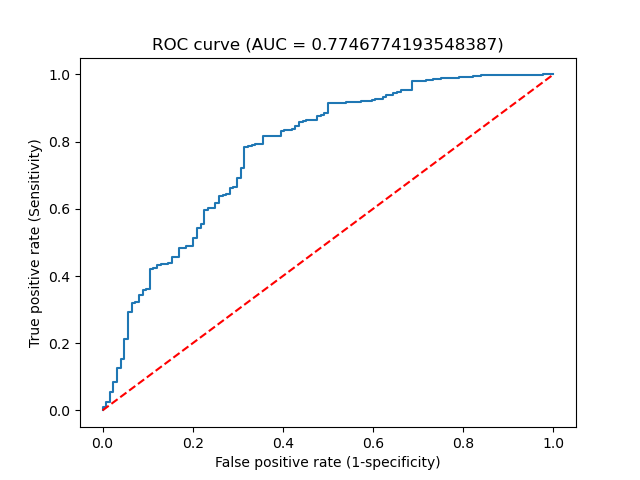 ROC curve (AUC = 0.7746774193548387)
1.0
0.8
0.6
0.4
0.2
0.0
True positive rate (Sensitivity)
0.0 0.2 0.4 0.6 0.8 1.0
False positive rate (1-specificity)